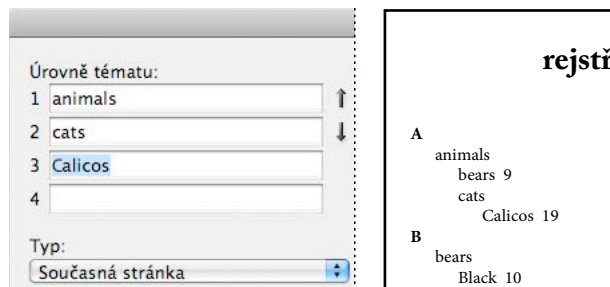 Úrovně tématu:
1 animals
2 cats
3 Calicos
4
Typ:
Současná stránka
A
animals
bears 9
cats
Calicos 19
B
bears
Black 10